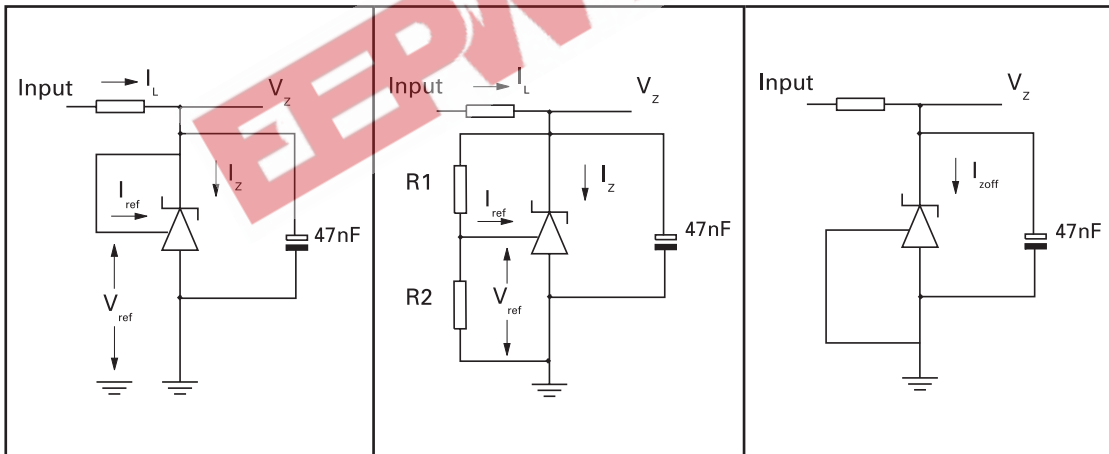 Input
I_L
V_Z
I_Z
I_ref
47nF
V_ref
Input
I_L
V_Z
R1
I_Z
I_ref
47nF
R2
V_ref
Input
V_Z
I_zoff
47nF
EEPW